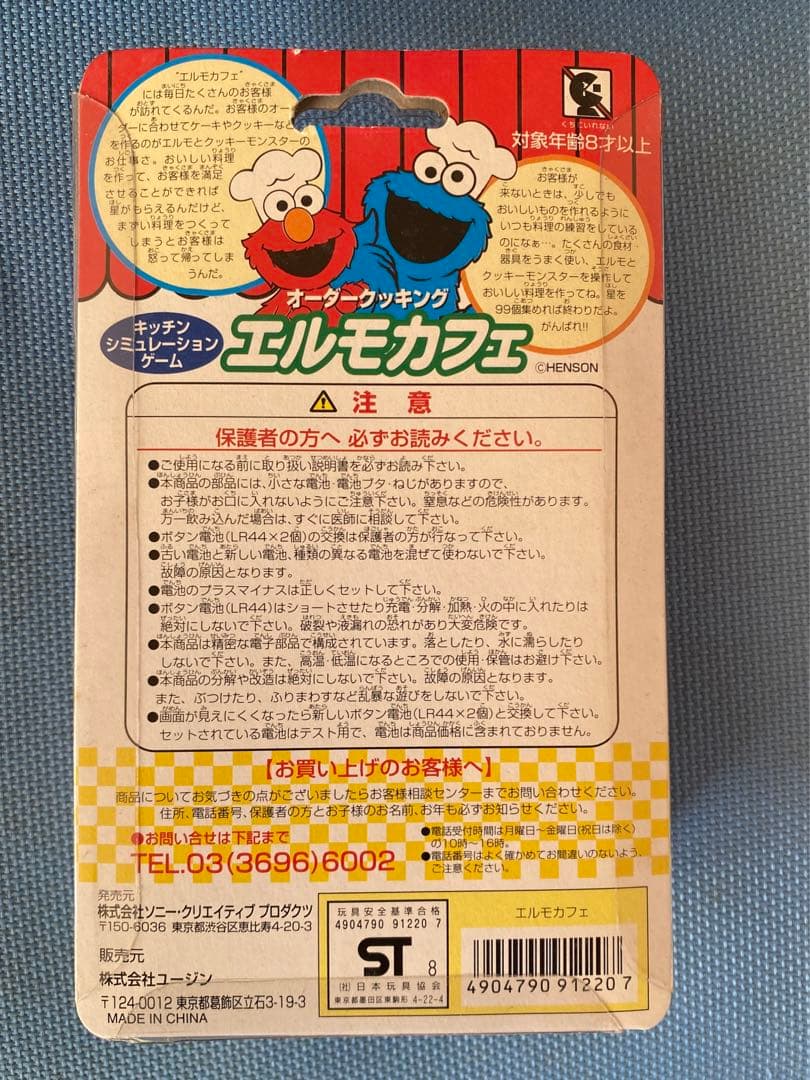 "エルモカフェ"
には毎日たくさんのお客様
が訪れてくるんだ。お客様のオー
ダーに合わせてケーキやクッキーなど
を作るのがエルモとクッキーモンスターの
お仕事さ。おいしい料理
を作って、お客様を満足
させることができれば
星がもらえるんだけど、
まずい料理をつくって
しまうとお客様は
怒って帰ってしま
うんだ。
くちにいれない
対象年齢8才以上
お客様が
来ないときは、少しでも
おいしいものを作れるように
いつも料理の練習をしている
のになぁ…。たくさんの食材・
器具をうまく使い、エルモと
クッキーモンスターを操作して
おいしい料理を作ってね。星を
99個集めれば終わりだよ。
がんばれ!!
オーダークッキング
キッチン
シミュレーション
ゲーム
エルモカフェ
©HENSON
注 意
保護者の方へ 必ずお読みください。
●ご使用になる前に取り扱い説明書を必ずお読み下さい。
●本商品の部品には、小さな電池・電池ブタ・ねじがありますので、
お子様がお口に入れないようにご注意下さい。窒息などの危険性があります。
万一飲み込んだ場合は、すぐに医師に相談して下さい。
●ボタン電池(LR44×2個)の交換は保護者の方が行なって下さい。
●古い電池と新しい電池、種類の異なる電池を混ぜて使わないで下さい。
故障の原因となります。
●電池のプラスマイナスは正しくセットして下さい。
●ボタン電池(LR44)はショートさせたり充電・分解・加熱・火の中に入れたりは
絶対にしないで下さい。破裂や液漏れの恐れがあり大変危険です。
●本商品は精密な電子部品で構成されています。落としたり、水に濡らしたり
しないで下さい。また、高温・低温になるところでの使用・保管はお避け下さい。
●本商品の分解や改造は絶対にしないで下さい。故障の原因となります。
また、ぶつけたり、ふりまわすなど乱暴な遊びをしないで下さい。
●画面が見えにくくなったら新しいボタン電池(LR44×2個)と交換して下さい。
セットされている電池はテスト用で、電池は商品価格に含まれておりません。
【お買い上げのお客様へ】
商品についてお気づきの点がございましたらお客様相談センターまでお問い合わせください。
住所、電話番号、保護者の方とお子様のお名前、お年も必ずお知らせください。
●お問い合せは下記まで
TEL.03(3696)6002
●電話受付時間は月曜日～金曜日(祝日は除く)
の10時～16時。
●電話番号はよく確かめてお間違いのないよう、
ご注意ください。
発売元
株式会社ソニー・クリエイティブ プロダクツ
〒150-6036 東京都渋谷区恵比寿4-20-3
販売元
株式会社ユージン
〒124-0012 東京都葛飾区立石3-19-3
MADE IN CHINA
玩具安全基準合格
4904790 91220 7
ST 8
(社)日本玩具協会
東京都墨田区東駒形 4-22-4
エルモカフェ
4904790 912207